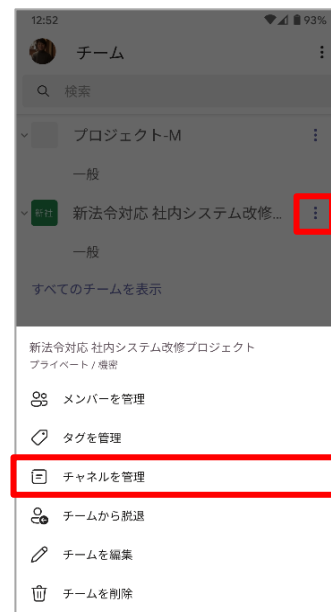 12:52 93%
チーム
検索
プロジェクト-M
一般
新社 新法令対応 社内システム改修...
一般
すべてのチームを表示
新法令対応 社内システム改修プロジェクト
プライベート / 機密
メンバーを管理
タグを管理
チャネルを管理
チームから脱退
チームを編集
チームを削除